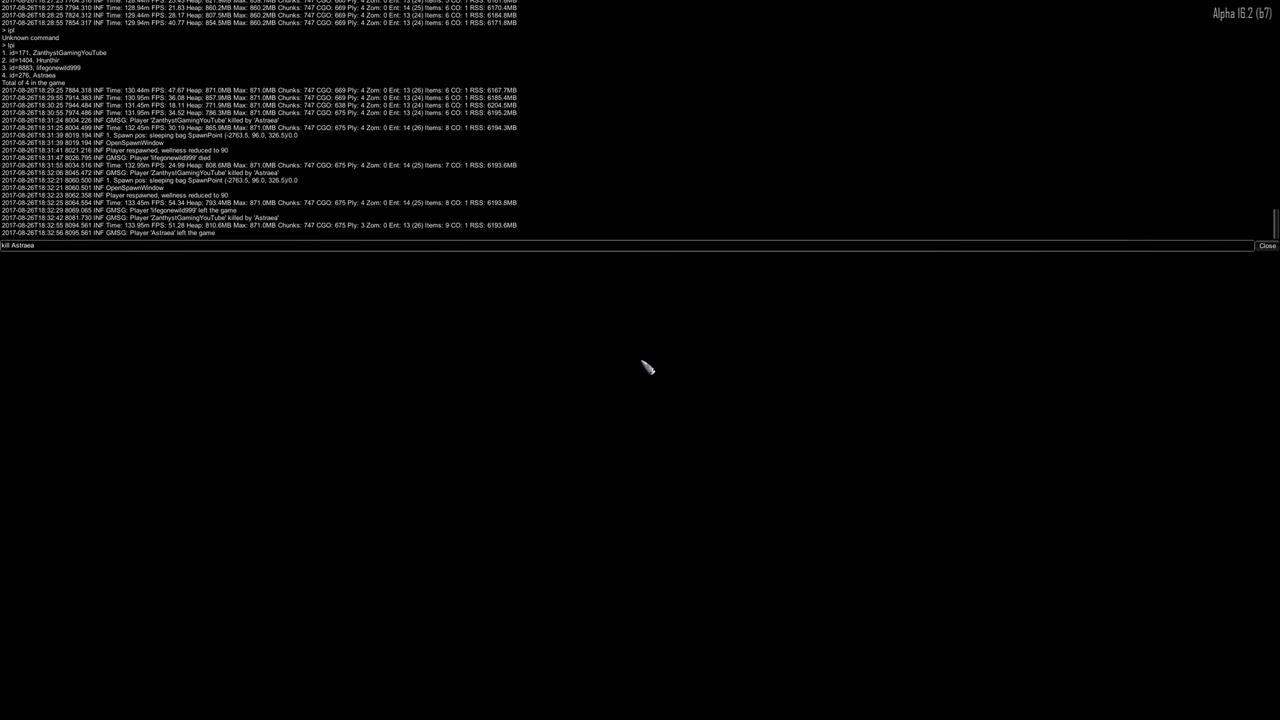 Alpha 16.2 (b7)
2017-08-26T18:27:55 7794.310 INF Time: 128.94m FPS: 21.83 Heap: 860.2MB Max: 860.2MB Chunks: 747 CGO: 669 Ply: 4 Zom: 0 Ent: 14 (25) Items: 6 CO: 1 RSS: 6170.4MB
2017-08-26T18:28:25 7824.312 INF Time: 129.44m FPS: 28.17 Heap: 807.5MB Max: 860.2MB Chunks: 747 CGO: 669 Ply: 4 Zom: 0 Ent: 13 (24) Items: 6 CO: 1 RSS: 6184.8MB
2017-08-26T18:28:55 7854.317 INF Time: 129.94m FPS: 40.77 Heap: 854.5MB Max: 860.2MB Chunks: 747 CGO: 669 Ply: 4 Zom: 0 Ent: 13 (24) Items: 6 CO: 1 RSS: 6171.8MB
> ipl
Unknown command
> lpi
1. id=171, ZanthystGamingYouTube
2. id=1404, Hrunthir
3. id=8883, lifegonewild999
4. id=276, Astraea
Total of 4 in the game
2017-08-26T18:29:25 7884.318 INF Time: 130.44m FPS: 47.67 Heap: 871.0MB Max: 871.0MB Chunks: 747 CGO: 669 Ply: 4 Zom: 0 Ent: 13 (26) Items: 6 CO: 1 RSS: 6167.7MB
2017-08-26T18:29:55 7914.383 INF Time: 130.95m FPS: 36.08 Heap: 857.9MB Max: 871.0MB Chunks: 747 CGO: 669 Ply: 4 Zom: 0 Ent: 13 (24) Items: 6 CO: 1 RSS: 6185.4MB
2017-08-26T18:30:25 7944.484 INF Time: 131.45m FPS: 18.11 Heap: 771.9MB Max: 871.0MB Chunks: 747 CGO: 638 Ply: 4 Zom: 0 Ent: 13 (24) Items: 6 CO: 1 RSS: 6204.5MB
2017-08-26T18:30:55 7974.486 INF Time: 131.95m FPS: 34.52 Heap: 786.3MB Max: 871.0MB Chunks: 747 CGO: 675 Ply: 4 Zom: 0 Ent: 13 (24) Items: 6 CO: 1 RSS: 6195.2MB
2017-08-26T18:31:24 8004.226 INF GMSG: Player 'ZanthystGamingYouTube' killed by 'Astraea'
2017-08-26T18:31:25 8004.499 INF Time: 132.45m FPS: 30.19 Heap: 865.9MB Max: 871.0MB Chunks: 747 CGO: 675 Ply: 4 Zom: 0 Ent: 14 (26) Items: 8 CO: 1 RSS: 6194.3MB
2017-08-26T18:31:39 8019.194 INF 1. Spawn pos: sleeping bag SpawnPoint (-2763.5, 96.0, 326.5)/0.0
2017-08-26T18:31:39 8019.194 INF OpenSpawnWindow
2017-08-26T18:31:41 8021.216 INF Player respawned, wellness reduced to 90
2017-08-26T18:31:47 8026.795 INF GMSG: Player 'lifegonewild999' died
2017-08-26T18:31:55 8034.516 INF Time: 132.95m FPS: 24.99 Heap: 808.6MB Max: 871.0MB Chunks: 747 CGO: 675 Ply: 4 Zom: 0 Ent: 14 (25) Items: 7 CO: 1 RSS: 6193.6MB
2017-08-26T18:32:06 8045.472 INF GMSG: Player 'ZanthystGamingYouTube' killed by 'Astraea'
2017-08-26T18:32:21 8060.500 INF 1. Spawn pos: sleeping bag SpawnPoint (-2763.5, 96.0, 326.5)/0.0
2017-08-26T18:32:21 8060.501 INF OpenSpawnWindow
2017-08-26T18:32:23 8062.358 INF Player respawned, wellness reduced to 90
2017-08-26T18:32:25 8064.554 INF Time: 133.45m FPS: 54.34 Heap: 793.4MB Max: 871.0MB Chunks: 747 CGO: 675 Ply: 4 Zom: 0 Ent: 14 (25) Items: 8 CO: 1 RSS: 6193.8MB
2017-08-26T18:32:29 8069.065 INF GMSG: Player 'lifegonewild999' left the game
2017-08-26T18:32:42 8081.730 INF GMSG: Player 'ZanthystGamingYouTube' killed by 'Astraea'
2017-08-26T18:32:55 8094.561 INF Time: 133.95m FPS: 51.28 Heap: 810.6MB Max: 871.0MB Chunks: 747 CGO: 675 Ply: 3 Zom: 0 Ent: 13 (26) Items: 9 CO: 1 RSS: 6193.6MB
2017-08-26T18:32:56 8095.561 INF GMSG: Player 'Astraea' left the game
kill Astraea
Close